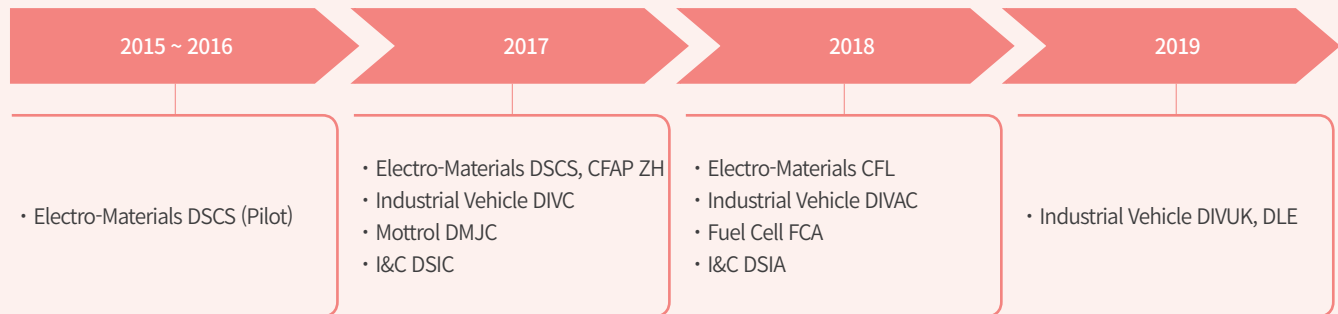 2015 ~ 2016
2017
2018
2019
・Electro-Materials DSCS (Pilot)
・Electro-Materials DSCS, CFAP ZH
・Industrial Vehicle DIVC
・Mottrol DMJC
・I&C DSIC
・Electro-Materials CFL
・Industrial Vehicle DIVAC
・Fuel Cell FCA
・I&C DSIA
・Industrial Vehicle DIVUK, DLE